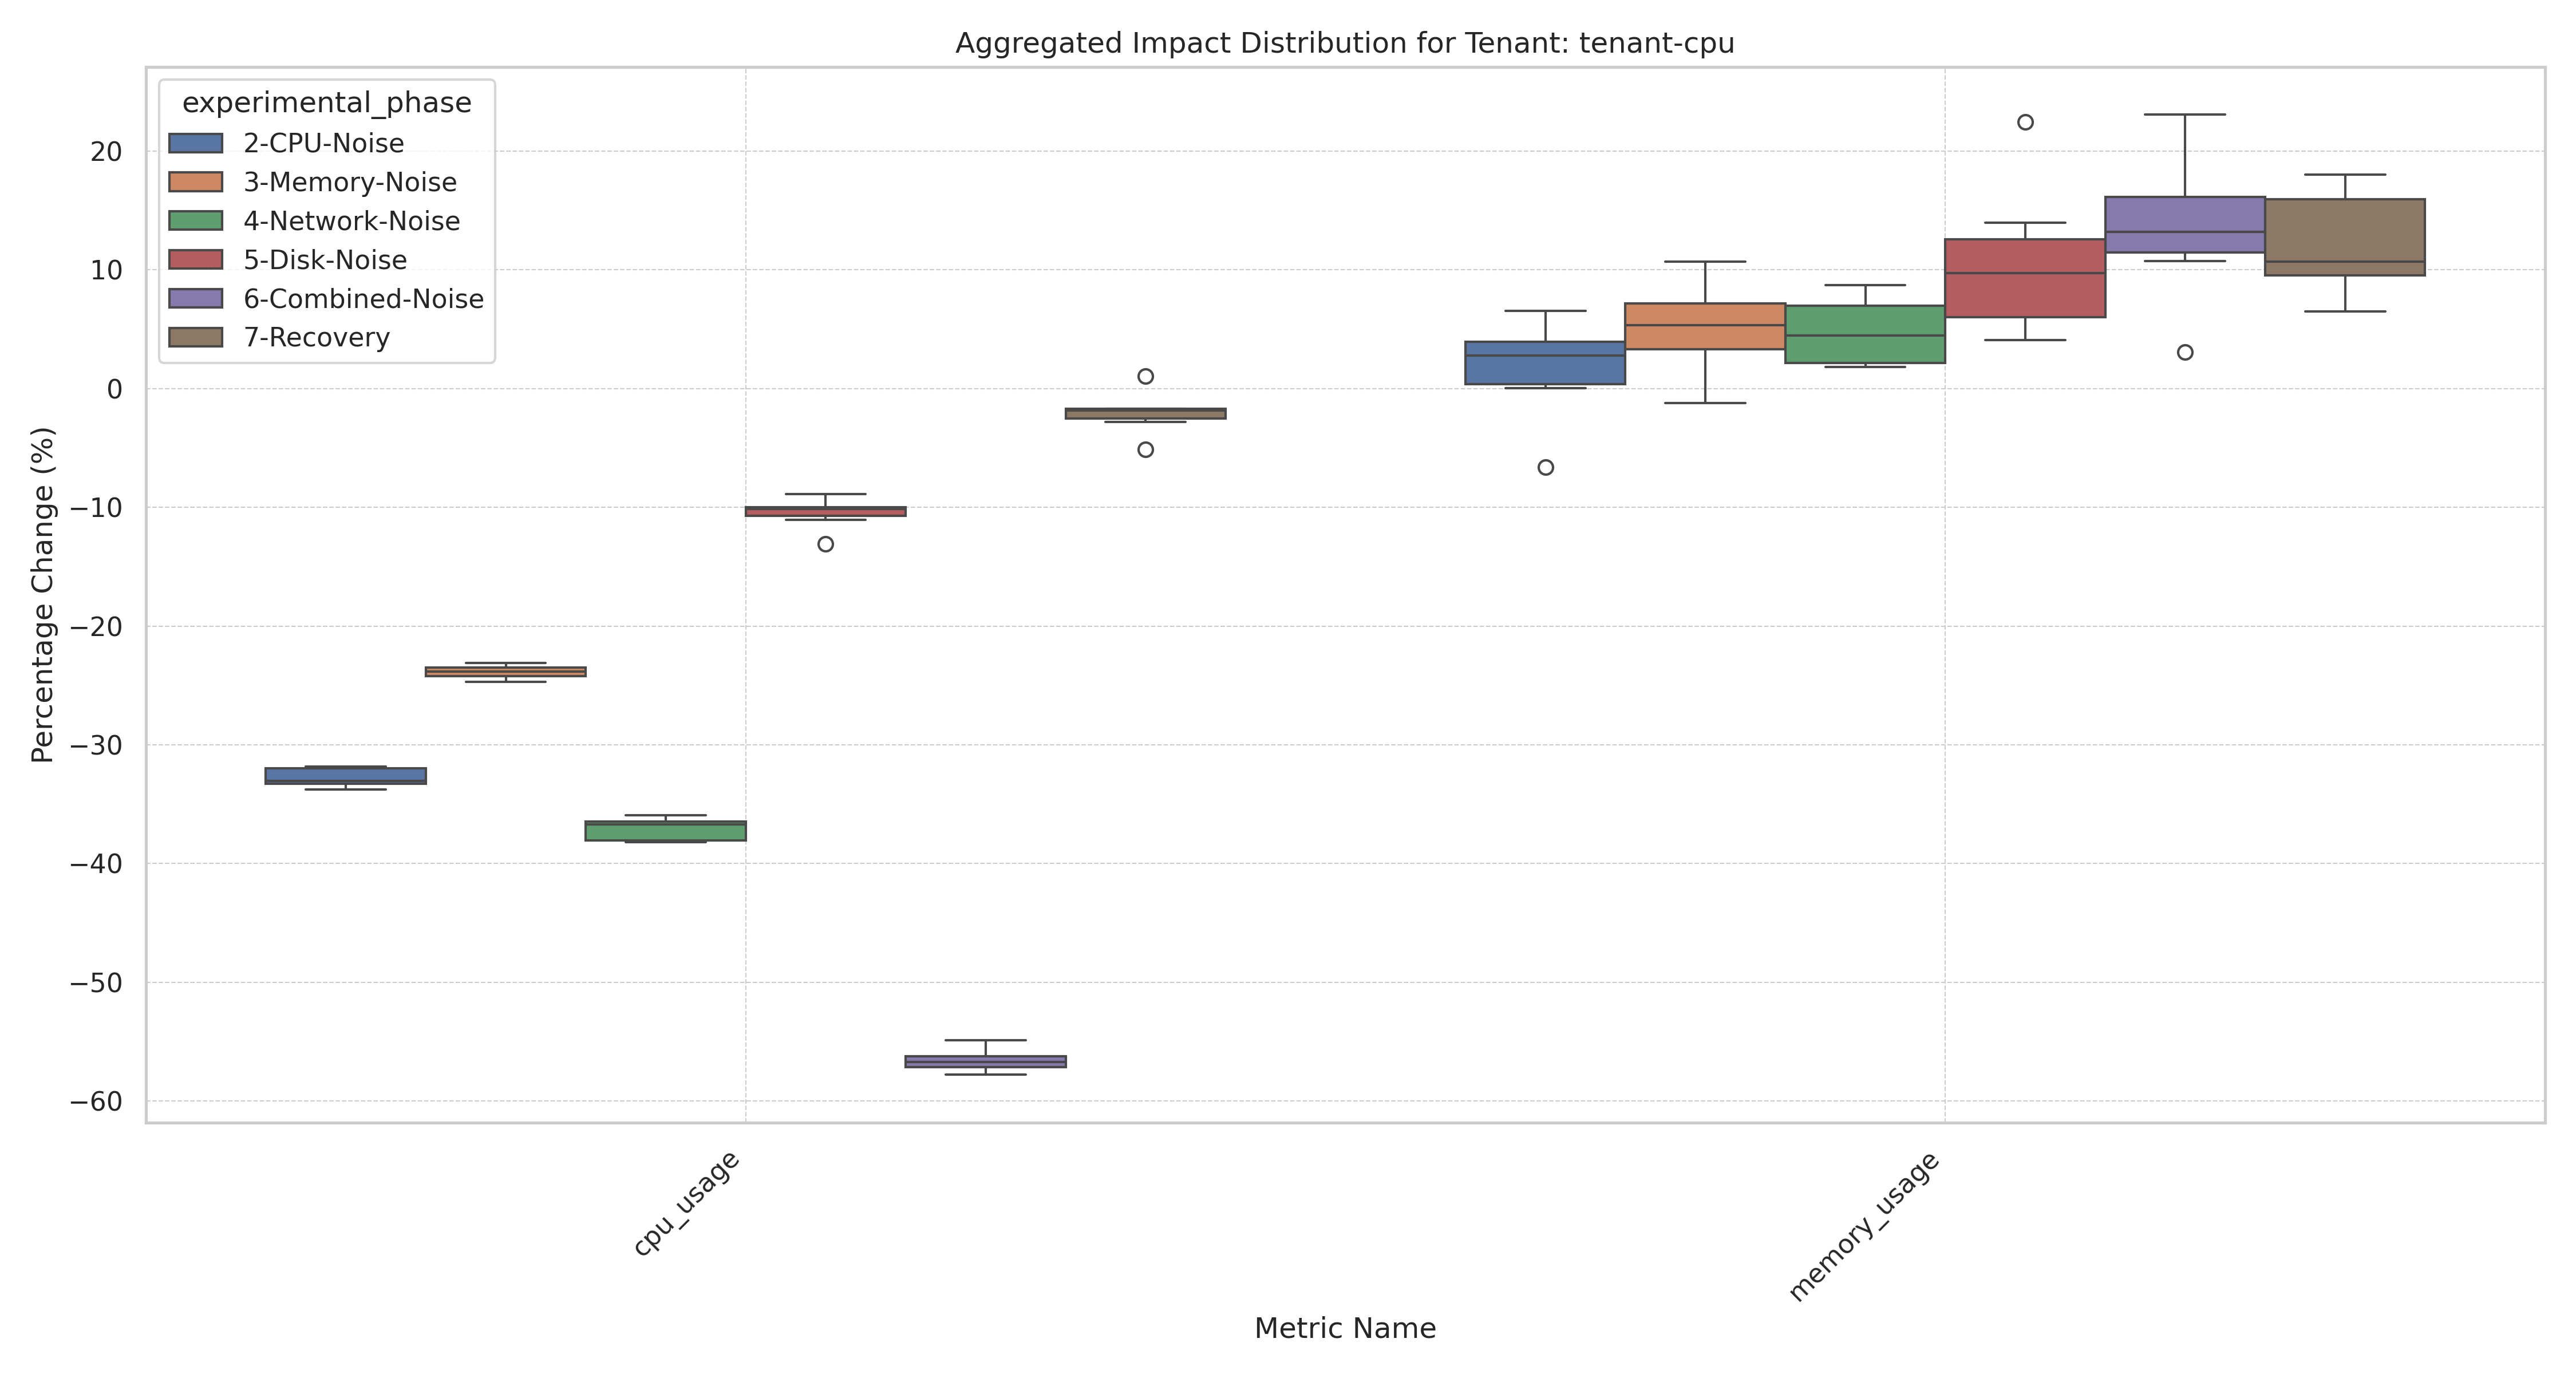 Aggregated Impact Distribution for Tenant: tenant-cpu
experimental_phase
2-CPU-Noise
3-Memory-Noise
4-Network-Noise
5-Disk-Noise
6-Combined-Noise
7-Recovery
Percentage Change (%)
20
10
0
−10
−20
−30
−40
−50
−60
cpu_usage
memory_usage
Metric Name